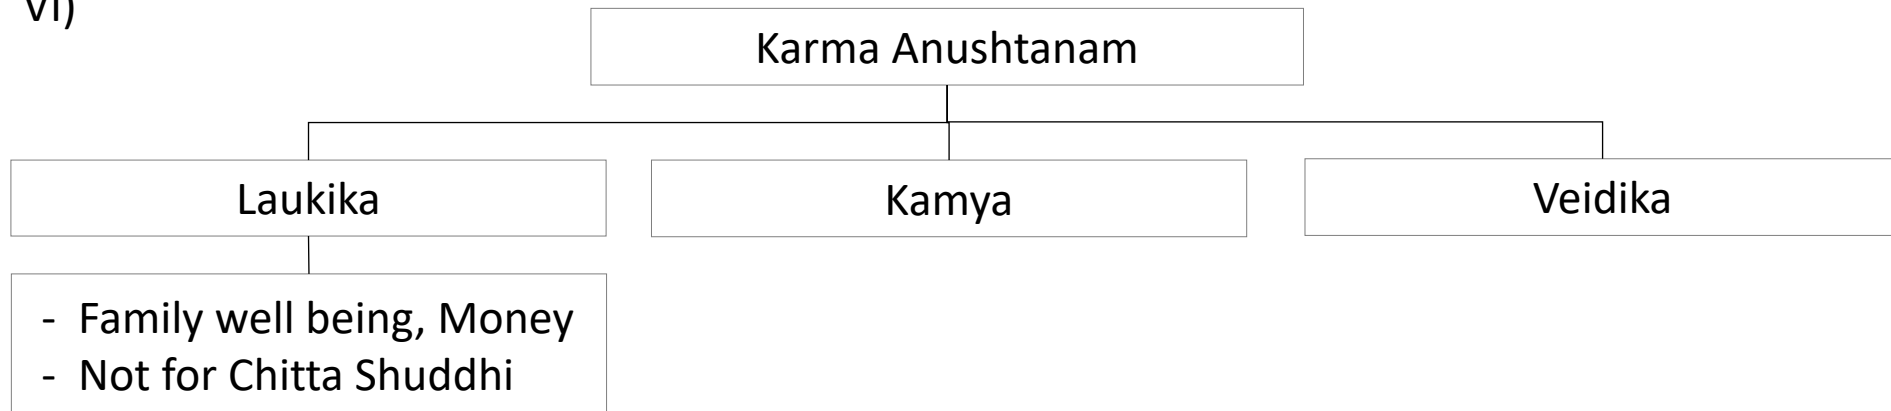 VI)
Karma Anushtanam
Laukika
Kamya
Veidika
- Family well being, Money
- Not for Chitta Shuddhi